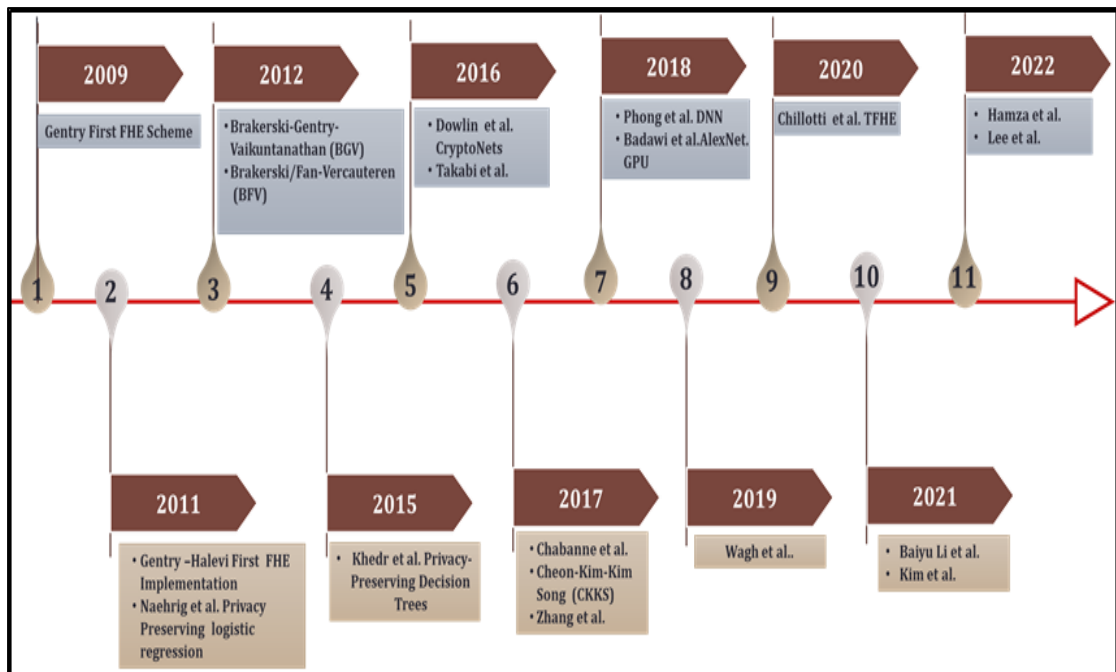 2009
Gentry First FHE Scheme
2012
• Brakerski-Gentry-
Vaikuntanathan (BGV)
• Brakerski/Fan-Vercauteren
(BFV)
2016
• Dowlin et al.
CryptoNets
• Takabi et al.
2018
• Phong et al. DNN
• Badawi et al.AlexNet.
GPU
2020
Chillotti et al. TFHE
2022
• Hamza et al.
• Lee et al.
1
2
3
4
5
6
7
8
9
10
11
2011
• Gentry –Halevi First FHE
Implementation
• Naehrig et al. Privacy
Preserving logistic
regression
2015
• Khedr et al. Privacy-
Preserving Decision
Trees
2017
• Chabanne et al.
• Cheon-Kim-Kim
Song (CKKS)
• Zhang et al.
2019
Wagh et al..
2021
• Baiyu Li et al.
• Kim et al.